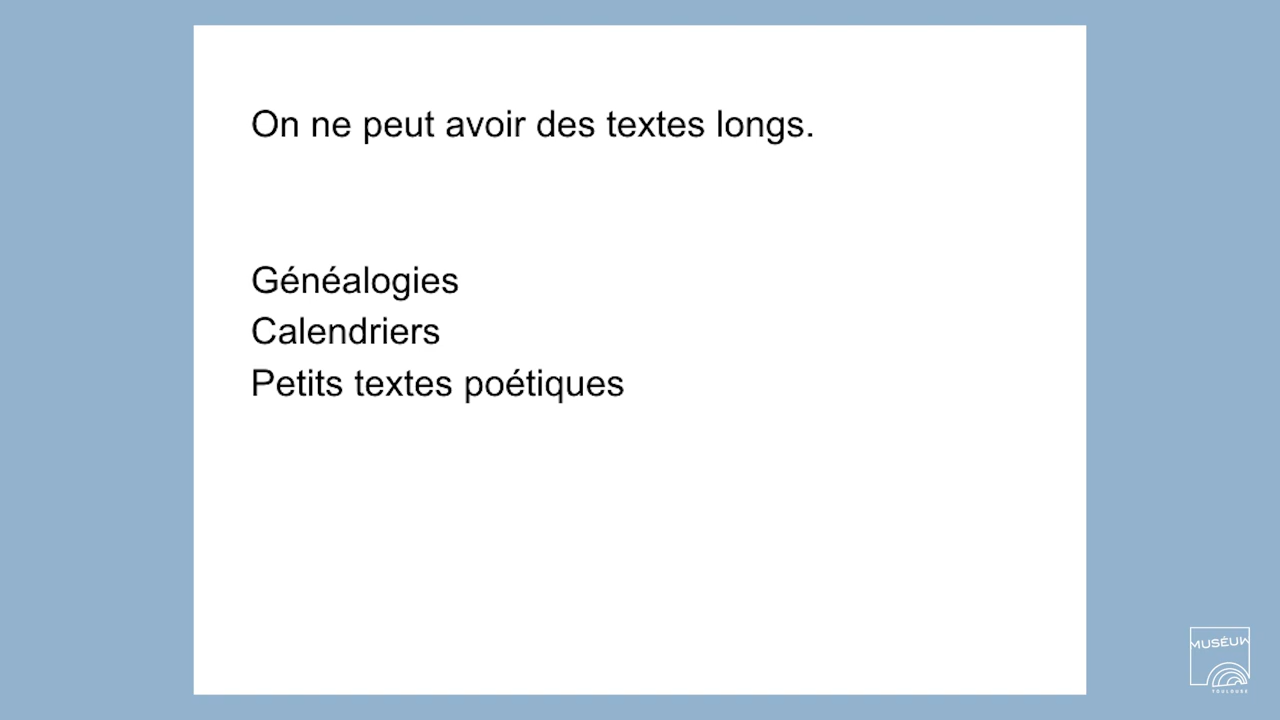 On ne peut avoir des textes longs.
Généalogies
Calendriers
Petits textes poétiques
MUSÉUM
TOULOUSE